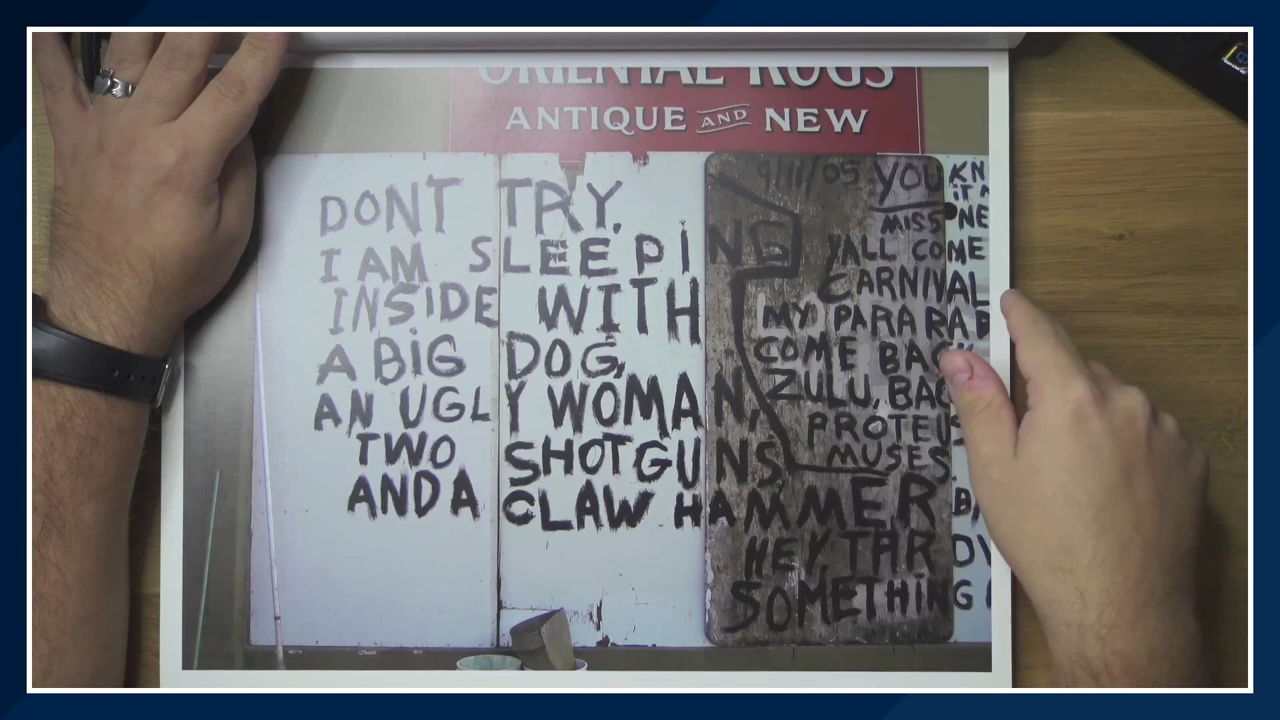 ORIENTAL RUGS
ANTIQUE AND NEW
DONT TRY.
I AM SLEEPING
INSIDE WITH
A BIG DOG,
AN UGLY WOMAN,
TWO SHOTGUNS
AND A CLAW HAMMER
9/11/05 YOU
MISS
YALL COME
CARNIVAL
MY PARARAD
COME BACK
ZULU, BAC
PROTEUS
MUSES.
HEY, THR
SOMETHING